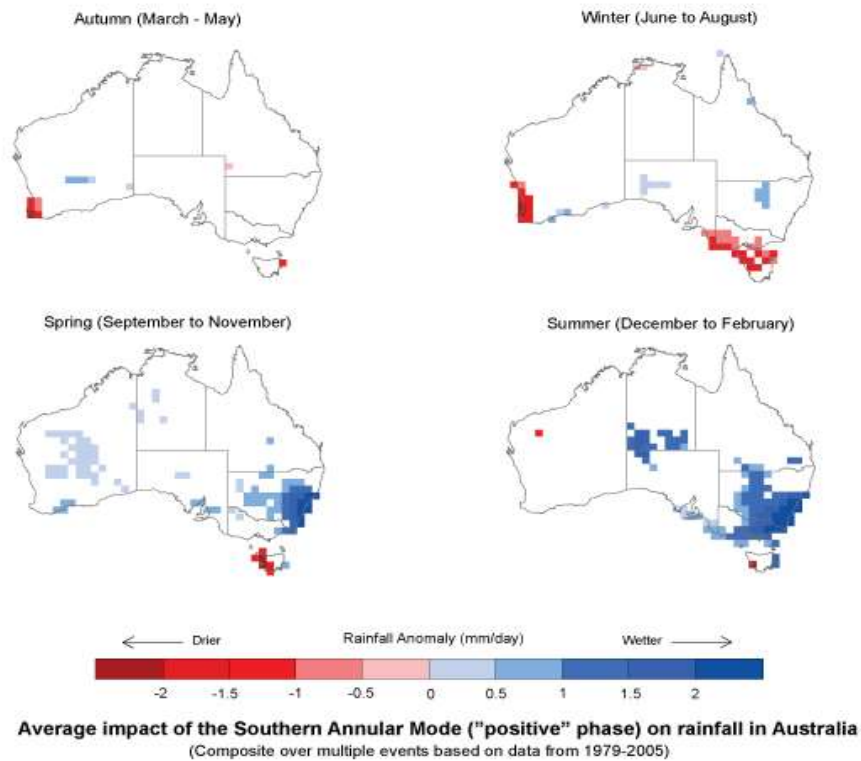 Autumn (March - May)
Winter (June to August)
Spring (September to November)
Summer (December to February)
Drier
Rainfall Anomaly (mm/day)
Wetter
-2 -1.5 -1 -0.5 0 0.5 1 1.5 2
Average impact of the Southern Annular Mode ("positive" phase) on rainfall in Australia
(Composite over multiple events based on data from 1979-2005)